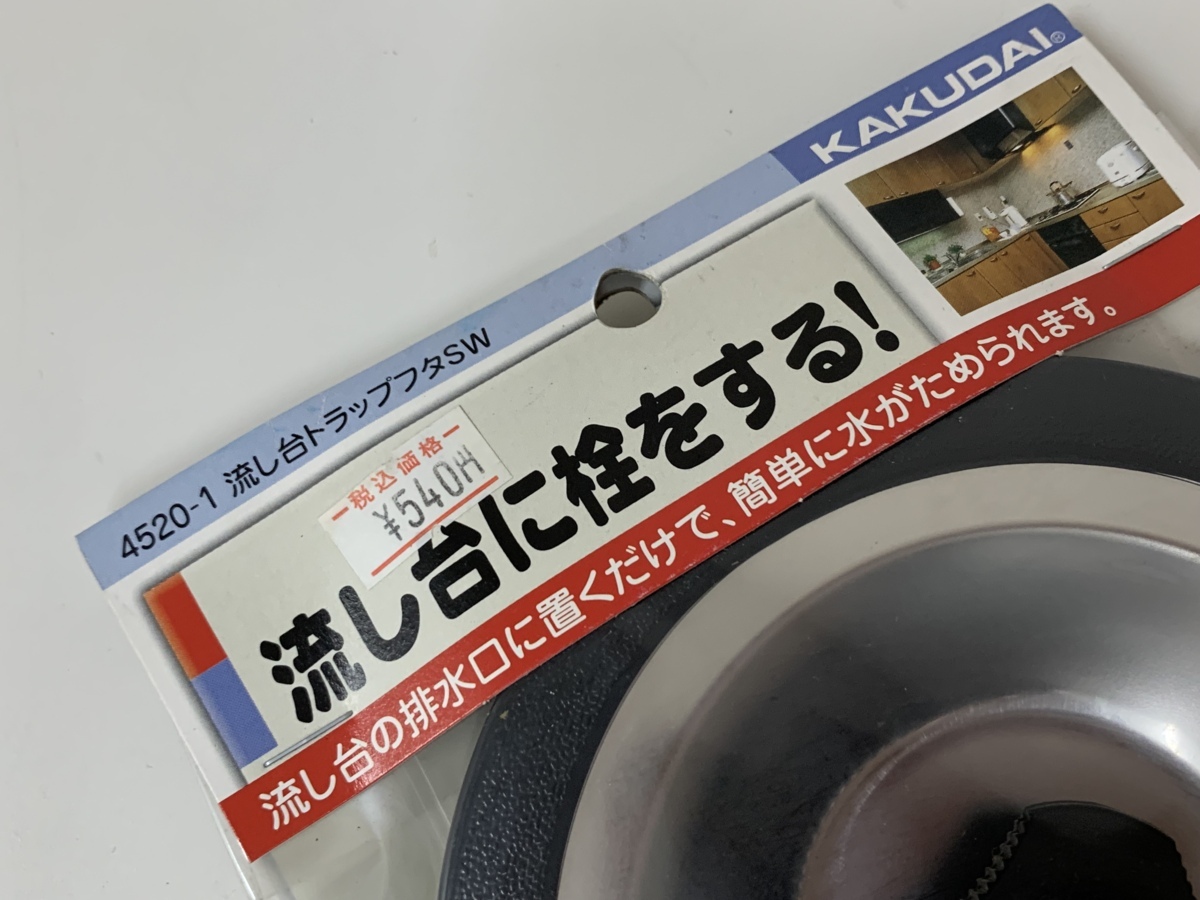 KAKUDAI®
4520-1 流し台トラップフタSW
税込価格
¥540円
流し台に栓をする!
流し台の排水口に置くだけで、簡単に水がためられます。